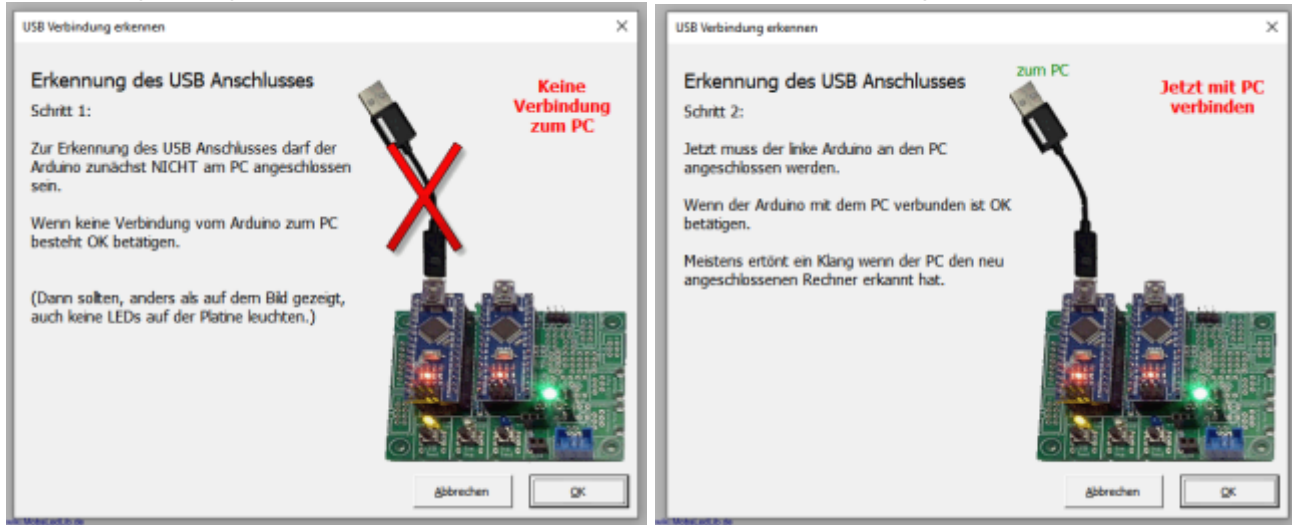 USB Verbindung erkennen
Erkennung des USB Anschlusses
Keine
Verbindung
zum PC
Schritt 1:
Zur Erkennung des USB Anschlusses darf der
Arduino zunächst NICHT am PC angeschlossen
sein.
Wenn keine Verbindung vom Arduino zum PC
besteht OK betätigen.
(Dann sollten, anders als auf dem Bild gezeigt,
auch keine LEDs auf der Platine leuchten.)
Abbrechen
OK
USB Verbindung erkennen
zum PC
Erkennung des USB Anschlusses
Jetzt mit PC
verbinden
Schritt 2:
Jetzt muss der linke Arduino an den PC
angeschlossen werden.
Wenn der Arduino mit dem PC verbunden ist OK
betätigen.
Meistens ertönt ein Klang wenn der PC den neu
angeschlossenen Rechner erkannt hat.
Abbrechen
OK